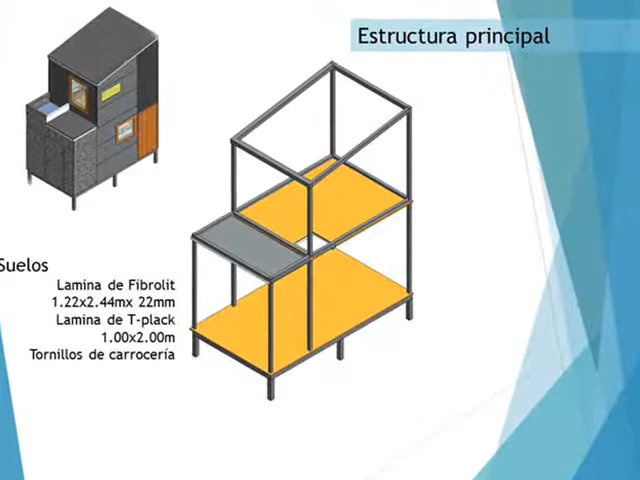 Estructura principal
Suelos
Lamina de Fibrolit
1.22x2.44mx 22mm
Lamina de T-plack
1.00x2.00m
Tornillos de carrocería